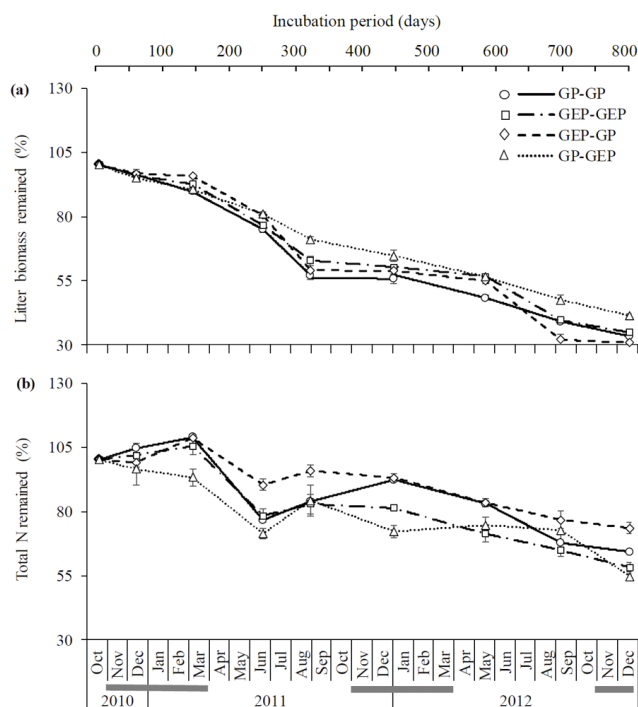 Incubation period (days)
0 100 200 300 400 500 600 700 800
(a)
130
105
80
55
30
Litter biomass remained (%)
GP-GP
GEP-GEP
GEP-GP
GP-GEP
(b)
130
105
80
55
30
Total N remained (%)
Oct Nov Dec Jan Feb Mar Apr May Jun Jul Aug Sep Oct Nov Dec Jan Feb Mar Apr May Jun Jul Aug Sep Oct Nov Dec
2010 2011 2012